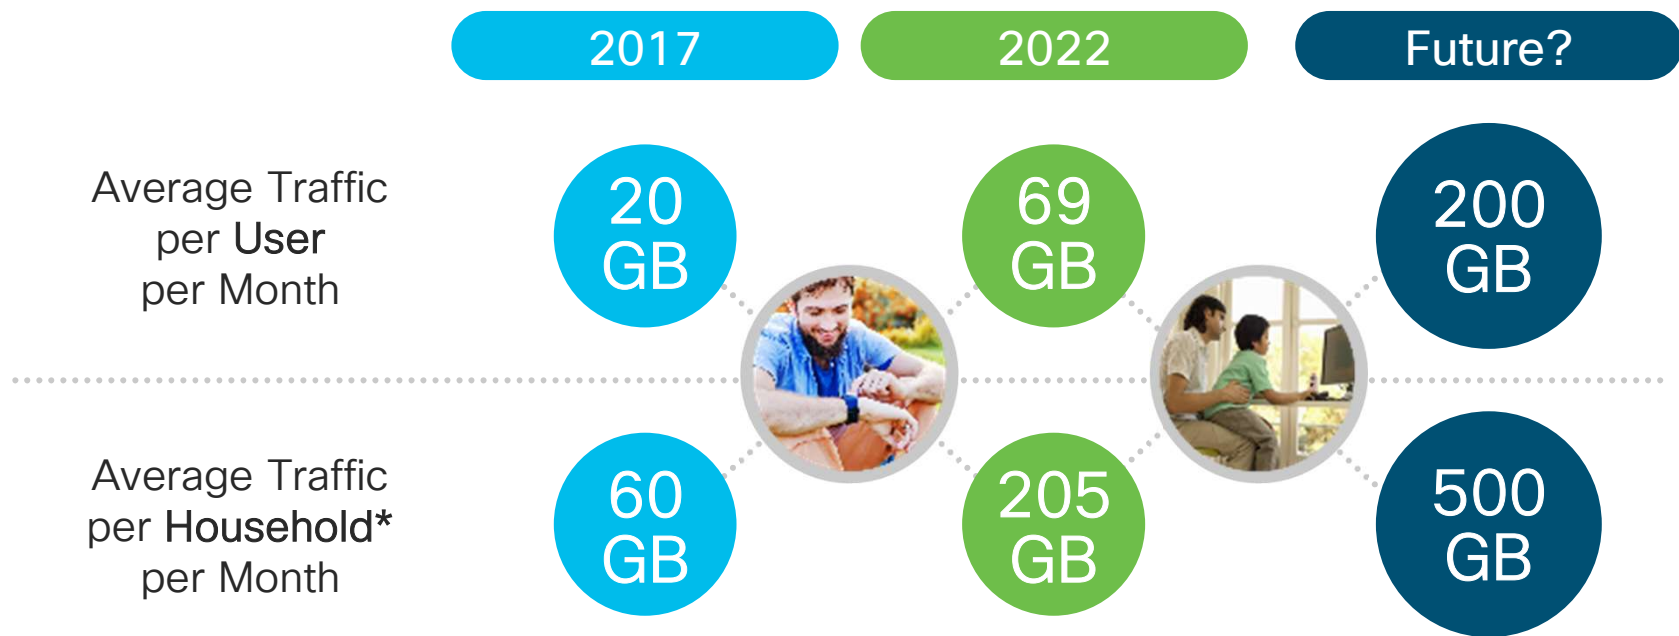 2017
2022
Future?
Average Traffic
per User
per Month
20
GB
69
GB
200
GB
Average Traffic
per Household*
per Month
60
GB
205
GB
500
GB